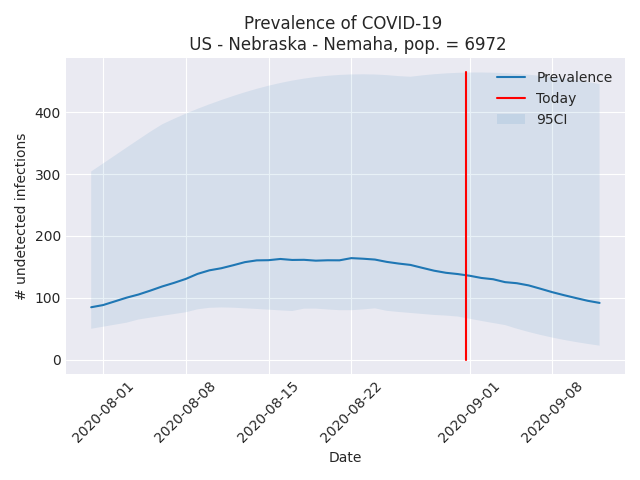 Prevalence of COVID-19
US - Nebraska - Nemaha, pop. = 6972
# undetected infections
400
300
200
100
0
Prevalence
Today
95CI
2020-08-01
2020-08-08
2020-08-15
2020-08-22
2020-09-01
2020-09-08
Date